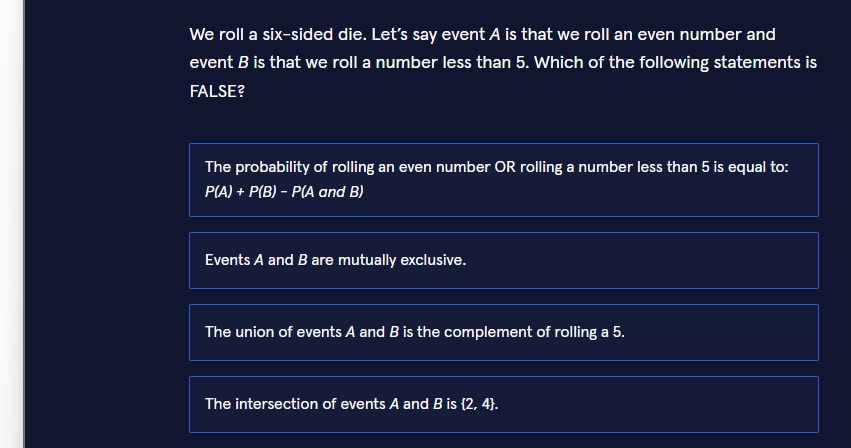 We roll a six-sided die. Let’s say event A is that we roll an even number and
event B is that we roll a number less than 5. Which of the following statements is
FALSE?
The probability of rolling an even number OR rolling a number less than 5 is equal to:
P(A) + P(B) - P(A and B)
Events A and B are mutually exclusive.
The union of events A and B is the complement of rolling a 5.
The intersection of events A and B is {2, 4}.